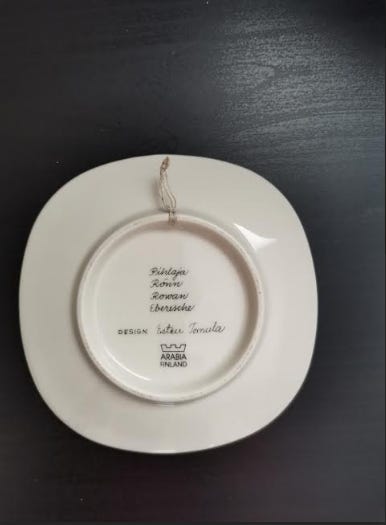 Pihlaja
Rönn
Rowan
Eberesche
DESIGN Esteri Tomula
ARABIA
FINLAND